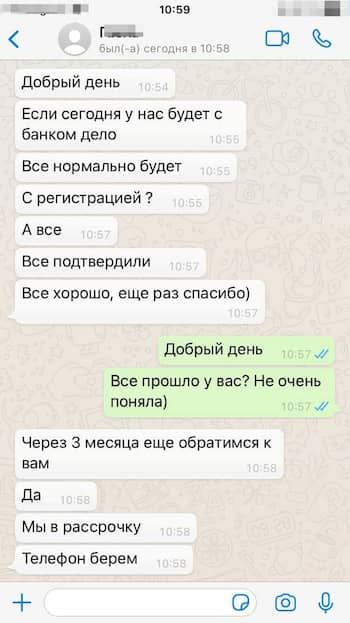 10:59
был(-а) сегодня в 10:58
Добрый день 10:54
Если сегодня у нас будет с
банком дело 10:55
Все нормально будет 10:55
С регистрацией ? 10:55
А все 10:57
Все подтвердили 10:57
Все хорошо, еще раз спасибо)
10:57
Добрый день 10:57
Все прошло у вас? Не очень
поняла) 10:57
Через 3 месяца еще обратимся к
вам 10:58
Да 10:58
Мы в рассрочку 10:58
Телефон берем 10:58